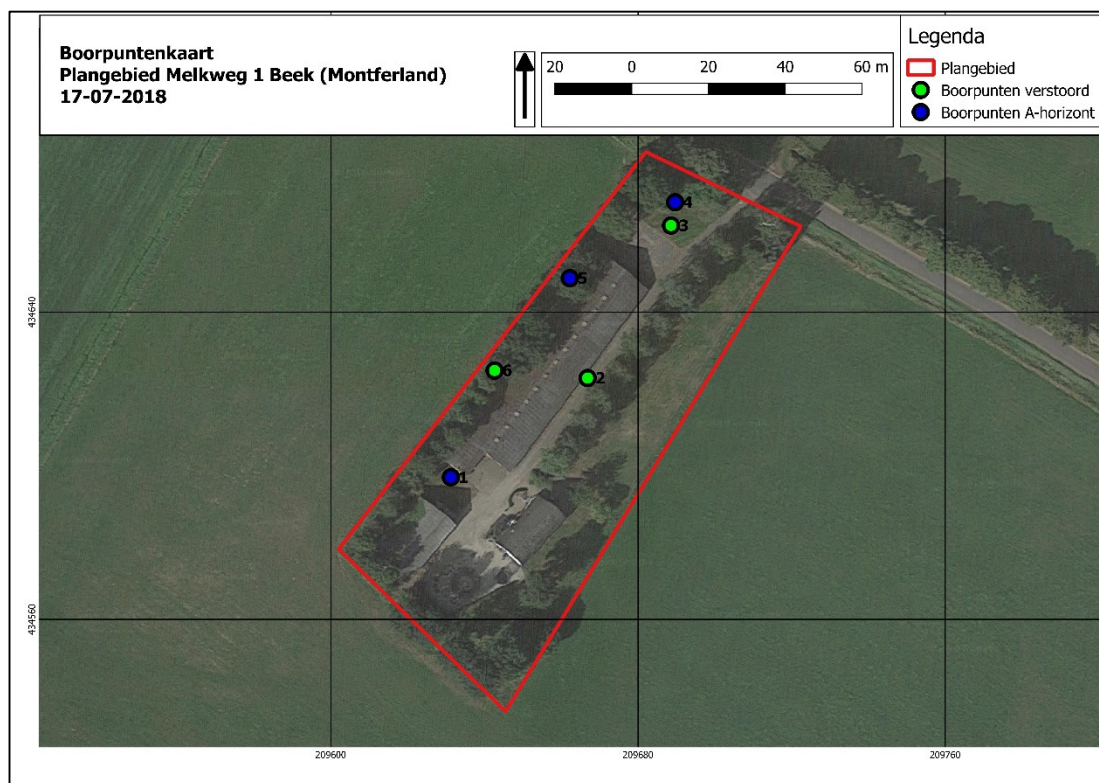 Boorpuntenkaart
Plangebied Melkweg 1 Beek (Montferland)
17-07-2018
20 0 20 40 60 m
Legenda
Plangebied
Boorpunten verstoord
Boorpunten A-horizont
4
3
5
434640
6
2
1
434560
209600 209680 209760